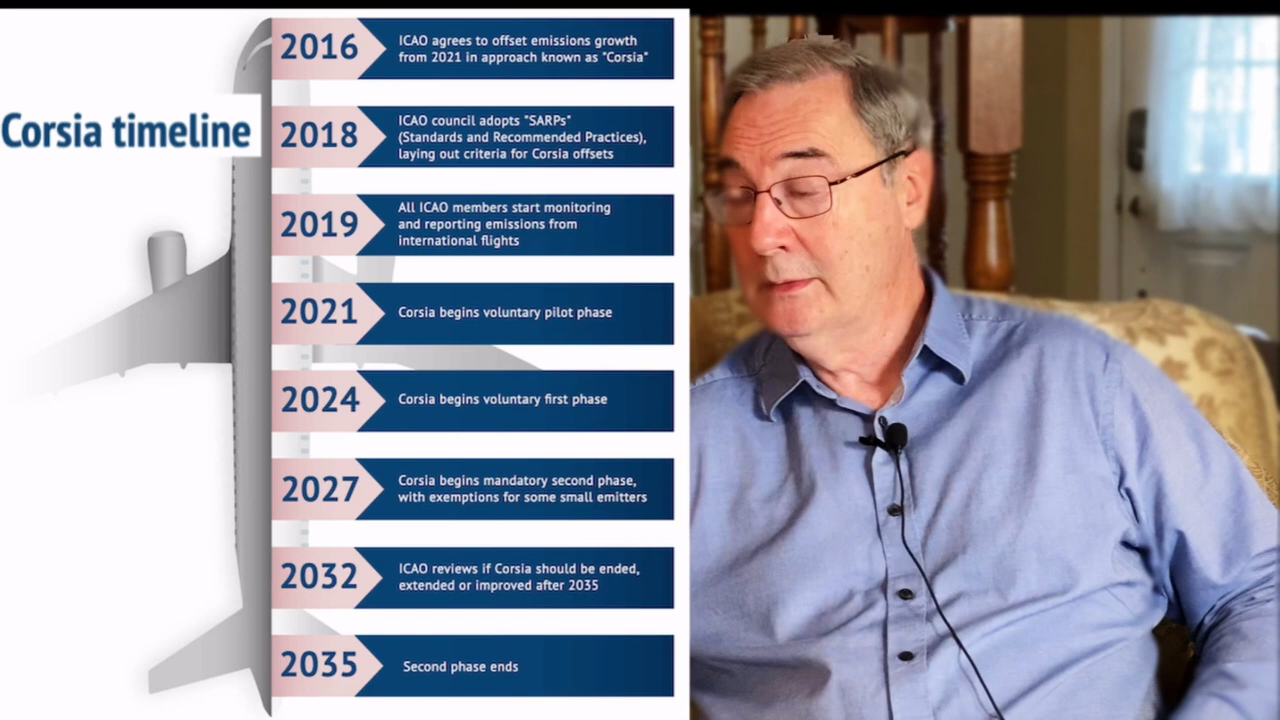 Corsia timeline
2016
ICAO agrees to offset emissions growth
from 2021 in approach known as "Corsia"
2018
ICAO council adopts "SARPs"
(Standards and Recommended Practices),
laying out criteria for Corsia offsets
2019
All ICAO members start monitoring
and reporting emissions from
international flights
2021
Corsia begins voluntary pilot phase
2024
Corsia begins voluntary first phase
2027
Corsia begins mandatory second phase,
with exemptions for some small emitters
2032
ICAO reviews if Corsia should be ended,
extended or improved after 2035
2035
Second phase ends